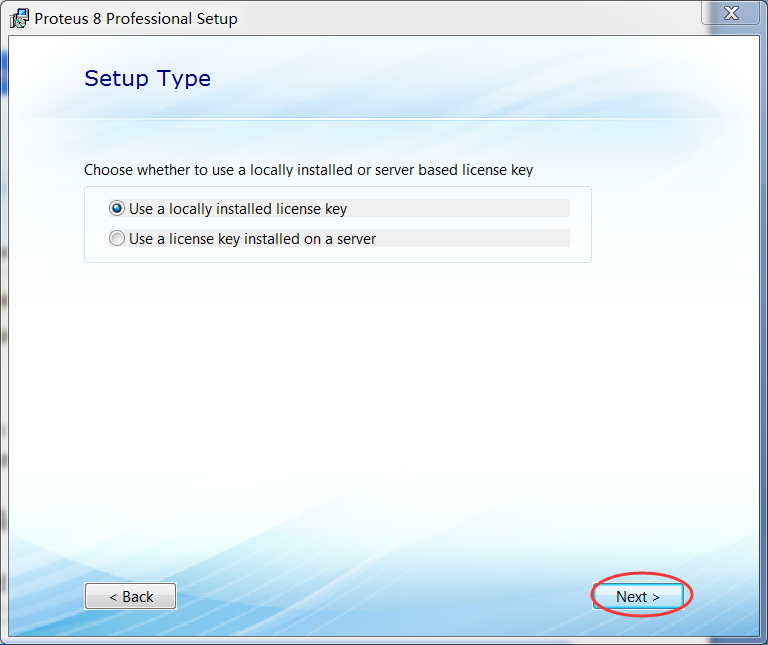 Proteus 8 Professional Setup
Setup Type
Choose whether to use a locally installed or server based license key
Use a locally installed license key
Use a license key installed on a server
< Back
Next >